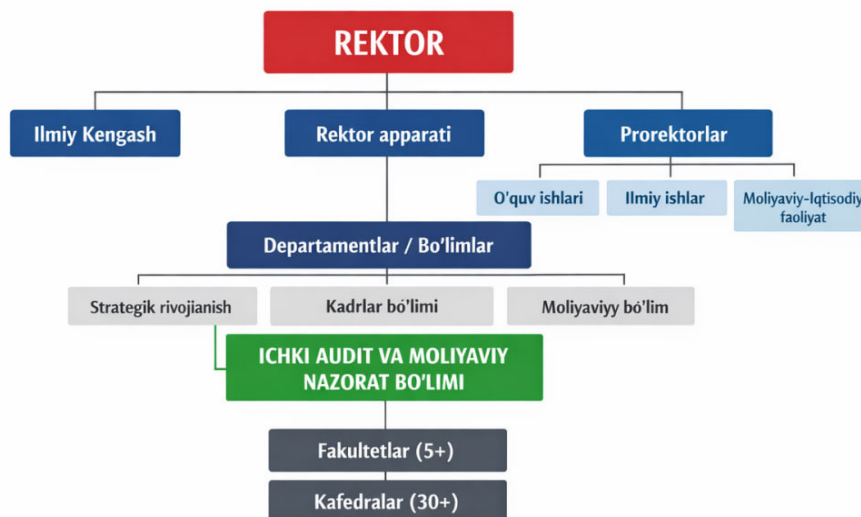 REKTOR
Ilmiy Kengash
Rektor apparati
Prorektorlar
O'quv ishlari
Ilmiy ishlar
Moliyaviy-Iqtisodiy
faoliyat
Departamentlar / Bo'limlar
Strategik rivojianish
Kadrlar bó'limi
Moliyaviyy bó'lim
ICHKI AUDIT VA MOLIYAVIY
NAZORAT BO'LIMI
Fakultetlar (5+)
Kafedralar (30+)